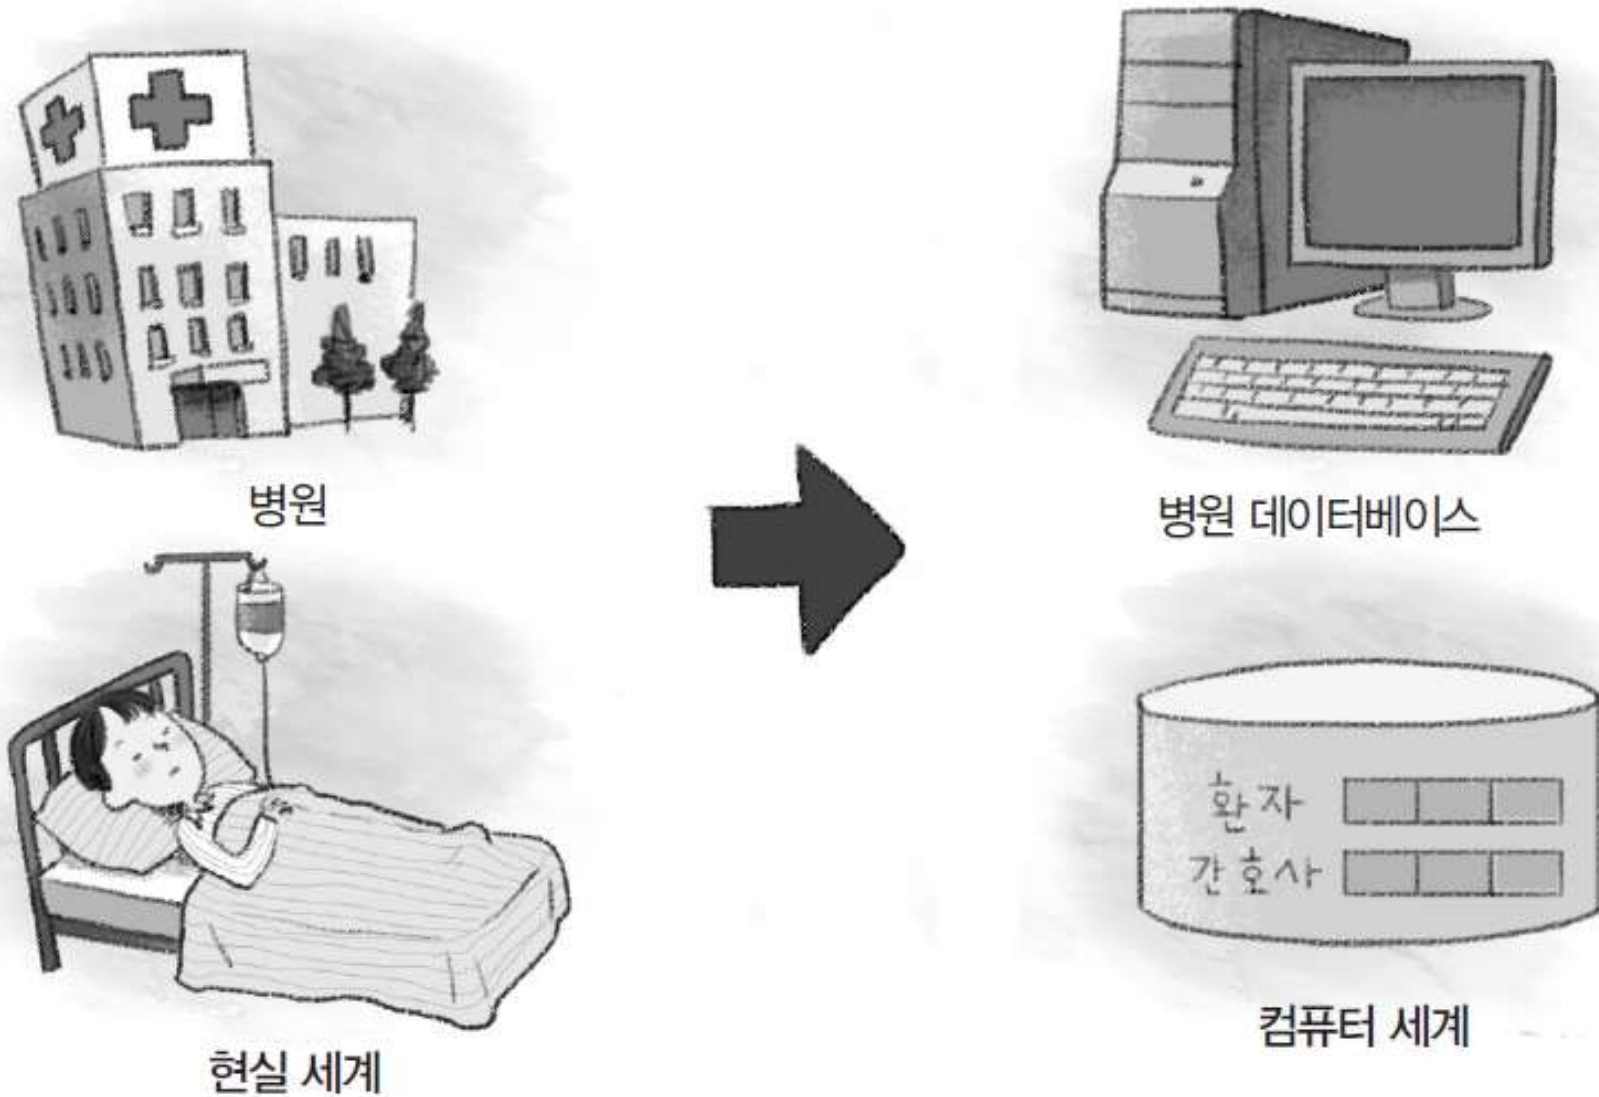 병원
병원 데이터베이스
환자
간호사
현실 세계
컴퓨터 세계